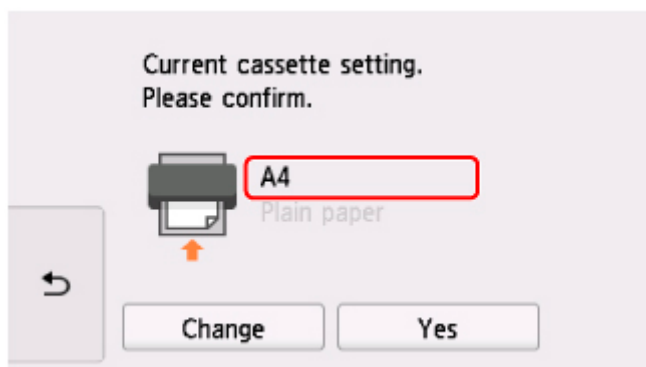 Current cassette setting.
Please confirm.
A4
Plain paper
Change
Yes